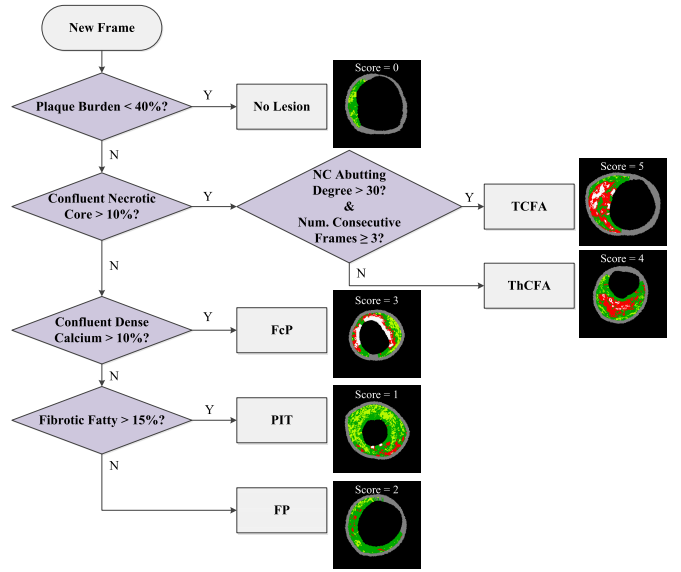 New Frame
Plaque Burden < 40%?
Y
No Lesion
Score = 0
N
Confluent Necrotic
Core > 10%?
Y
NC Abutting
Degree > 30?
&
Num. Consecutive
Frames ≥ 3?
Y
TCFA
Score = 5
N
ThCFA
Score = 4
N
Confluent Dense
Calcium > 10%?
Y
FcP
Score = 3
N
Fibrotic Fatty > 15%?
Y
PIT
Score = 1
N
FP
Score = 2